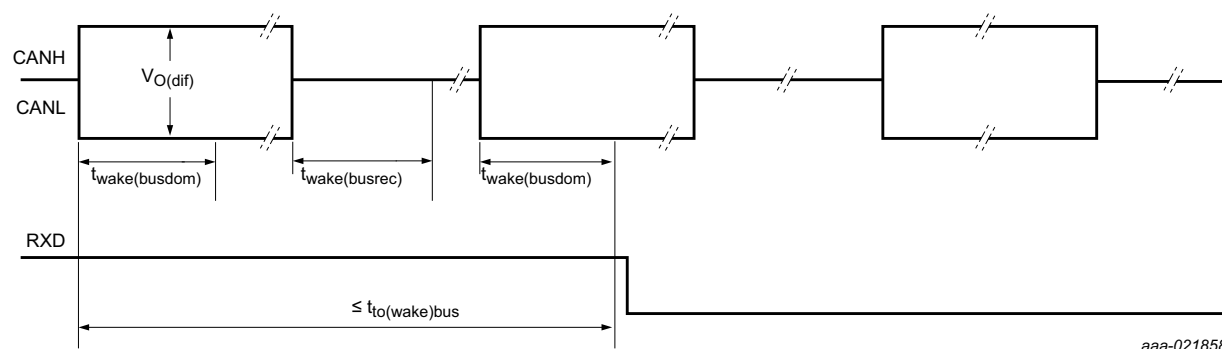 CANH
VO(dif)
CANL
twake(busdom)
twake(busrec)
twake(busdom)
RXD
≤ tto(wake)bus
aaa-021858